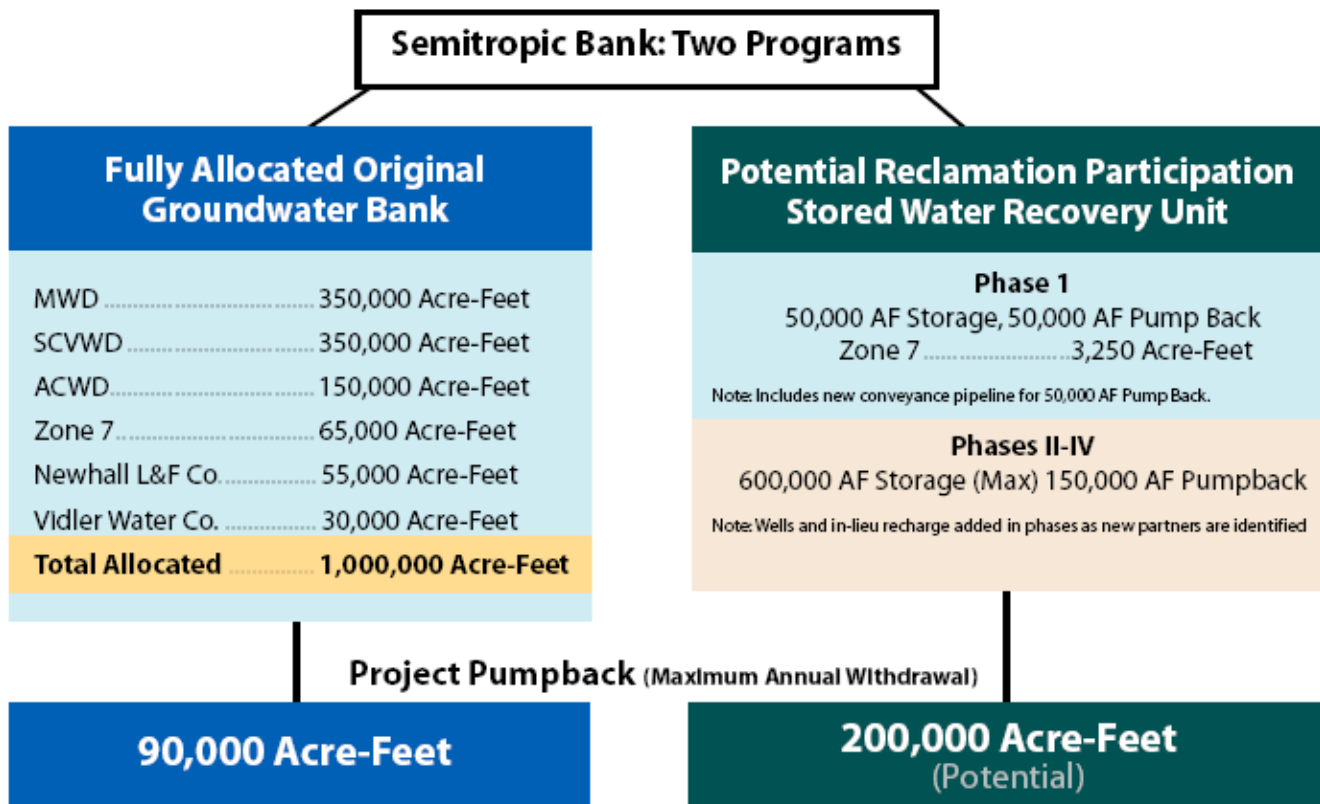 Semitropic Bank: Two Programs
Fully Allocated Original
Groundwater Bank
MWD ................................ 350,000 Acre-Feet
SCVWD ............................. 350,000 Acre-Feet
ACWD............................... 150,000 Acre-Feet
Zone 7.............................. 65,000 Acre-Feet
Newhall L&F Co. .............. 55,000 Acre-Feet
Vidler Water Co. .............. 30,000 Acre-Feet
Total Allocated ............. 1,000,000 Acre-Feet
Potential Reclamation Participation
Stored Water Recovery Unit
Phase 1
50,000 AF Storage, 50,000 AF Pump Back
Zone 7.......................3,250 Acre-Feet
Note: Includes new conveyance pipeline for 50,000 AF Pump Back.
Phases II-IV
600,000 AF Storage (Max) 150,000 AF Pumpback
Note: Wells and in-lieu recharge added in phases as new partners are identified
Project Pumpback (Maximum Annual Withdrawal)
90,000 Acre-Feet
200,000 Acre-Feet
(Potential)